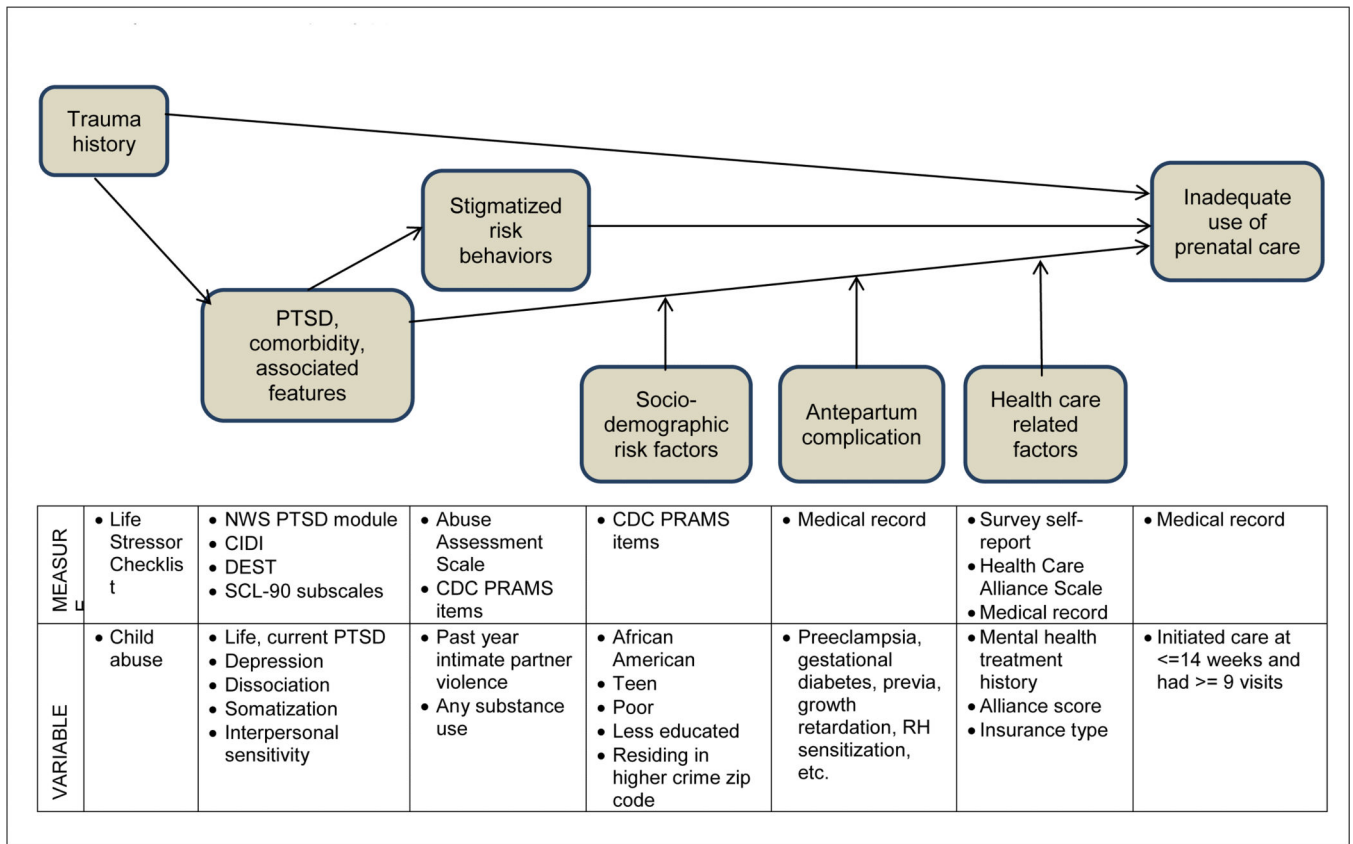 Trauma
history
Stigmatized
risk
behaviors
Inadequate
use of
prenatal care
PTSD,
comorbidity,
associated
features
Socio-
demographic
risk factors
Antepartum
complication
Health care
related
factors
MEASUR
• Life
Stressor
Checklis
t
• NWS PTSD module
• CIDI
• DEST
• SCL-90 subscales
• Abuse
Assessment
Scale
• CDC PRAMS
items
• CDC PRAMS
items
• Medical record
• Survey self-
report
• Health Care
Alliance Scale
• Medical record
• Medical record
VARIABLE
• Child
abuse
• Life, current PTSD
• Depression
• Dissociation
• Somatization
• Interpersonal
sensitivity
• Past year
intimate partner
violence
• Any substance
use
• African
American
• Teen
• Poor
• Less educated
• Residing in
higher crime zip
code
• Preeclampsia,
gestational
diabetes, previa,
growth
retardation, RH
sensitization,
etc.
• Mental health
treatment
history
• Alliance score
• Insurance type
• Initiated care at
<=14 weeks and
had >= 9 visits